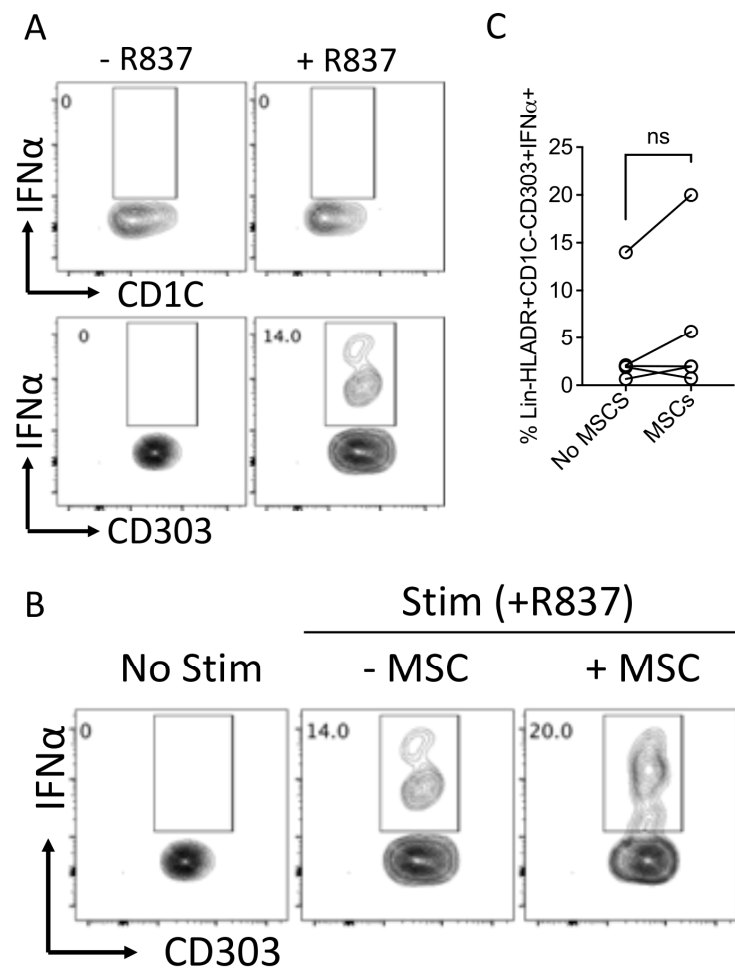 A
- R837
+ R837
0
0
IFNα
CD1C
0
14.0
IFNα
CD303
C
% Lin-HLADR+CD1C-CD303+IFNα+
ns
25
20
15
10
5
0
No MSCS
MSCs
B
Stim (+R837)
No Stim
- MSC
+ MSC
0
14.0
20.0
IFNα
CD303